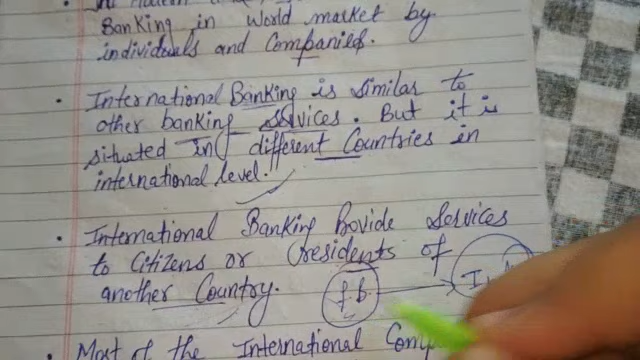 Banking in World market by
individuals and Companies.
• International Banking is similar to
other banking services. But it is
situated in different Countries in
international level.
• International Banking Provide Services
to Citizens or residents of
another Country.
f.b.
• Most of the International